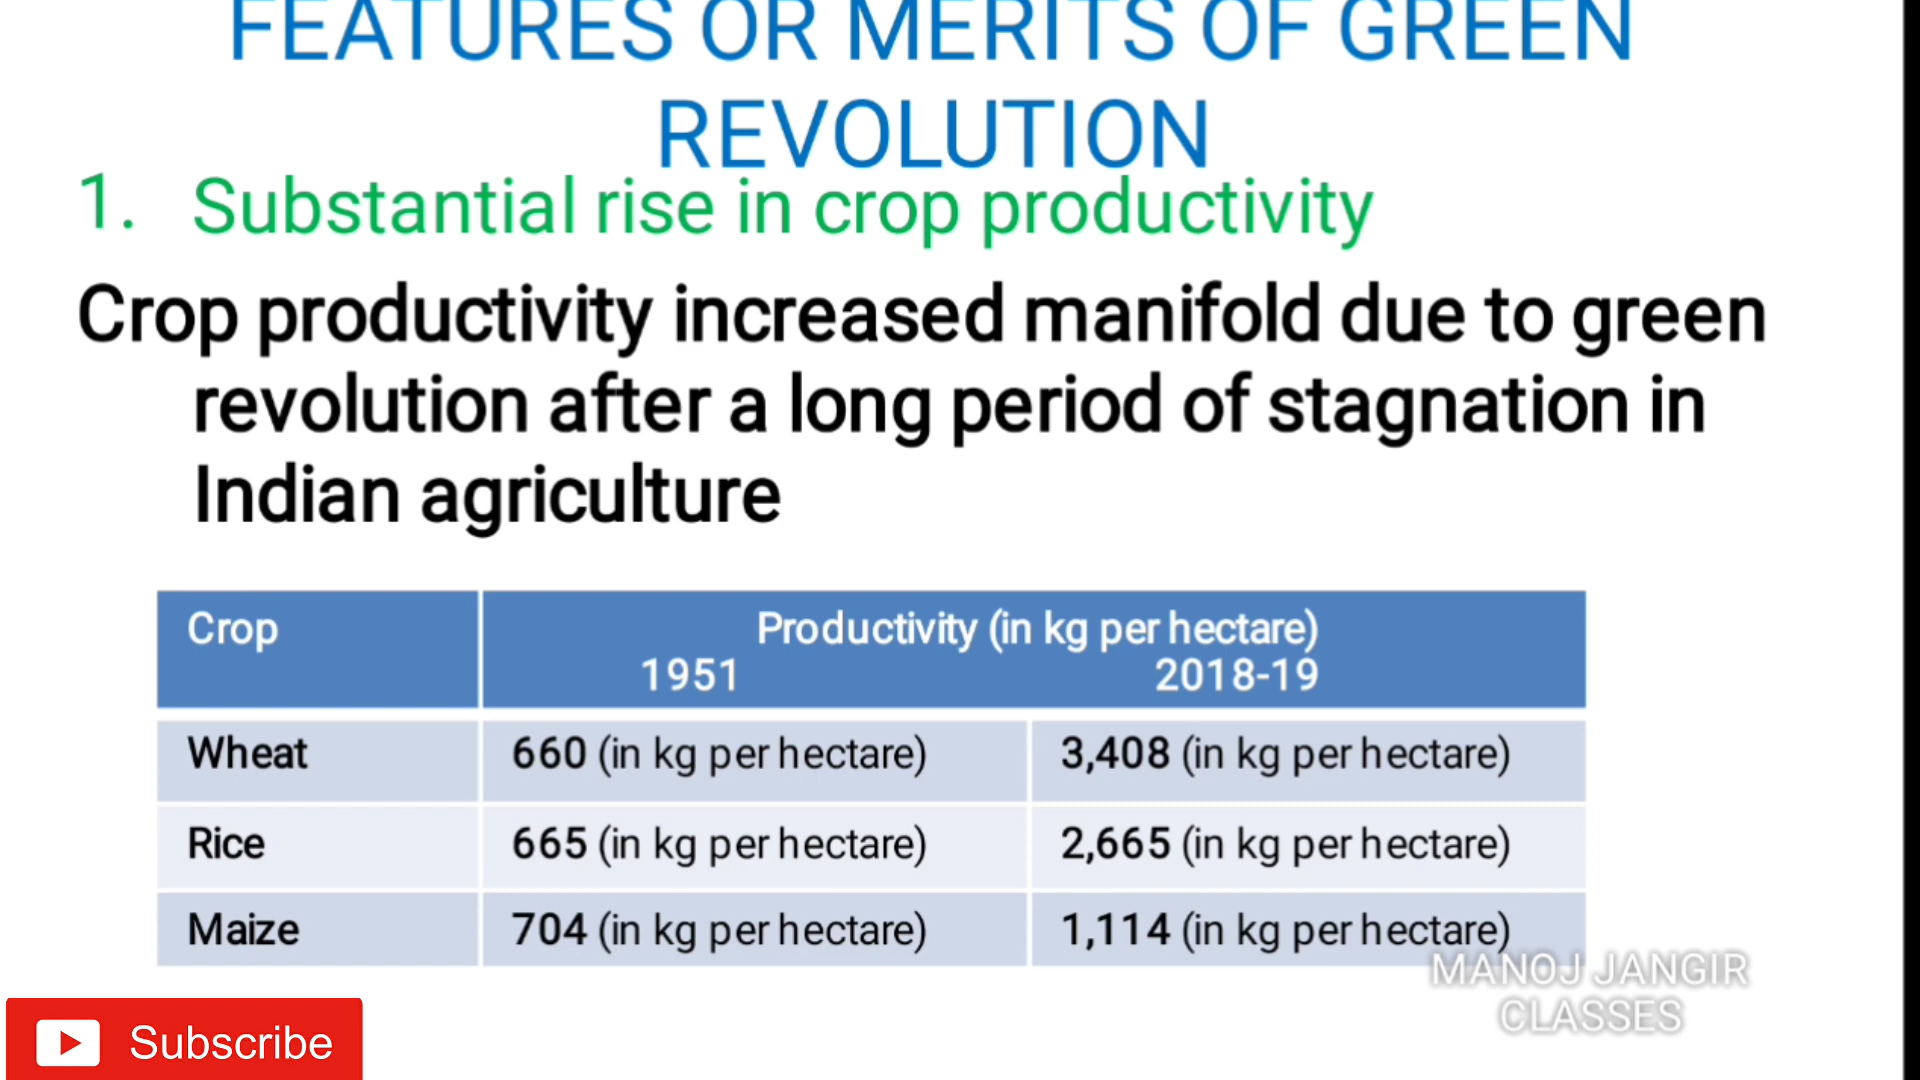 FEATURES OR MERITS OF GREEN
REVOLUTION
1. Substantial rise in crop productivity
Crop productivity increased manifold due to green
revolution after a long period of stagnation in
Indian agriculture
Crop Productivity (in kg per hectare)
1951 2018-19
Wheat 660 (in kg per hectare) 3,408 (in kg per hectare)
Rice 665 (in kg per hectare) 2,665 (in kg per hectare)
Maize 704 (in kg per hectare) 1,114 (in kg per hectare)
MANOJ JANGIR
CLASSES
Subscribe